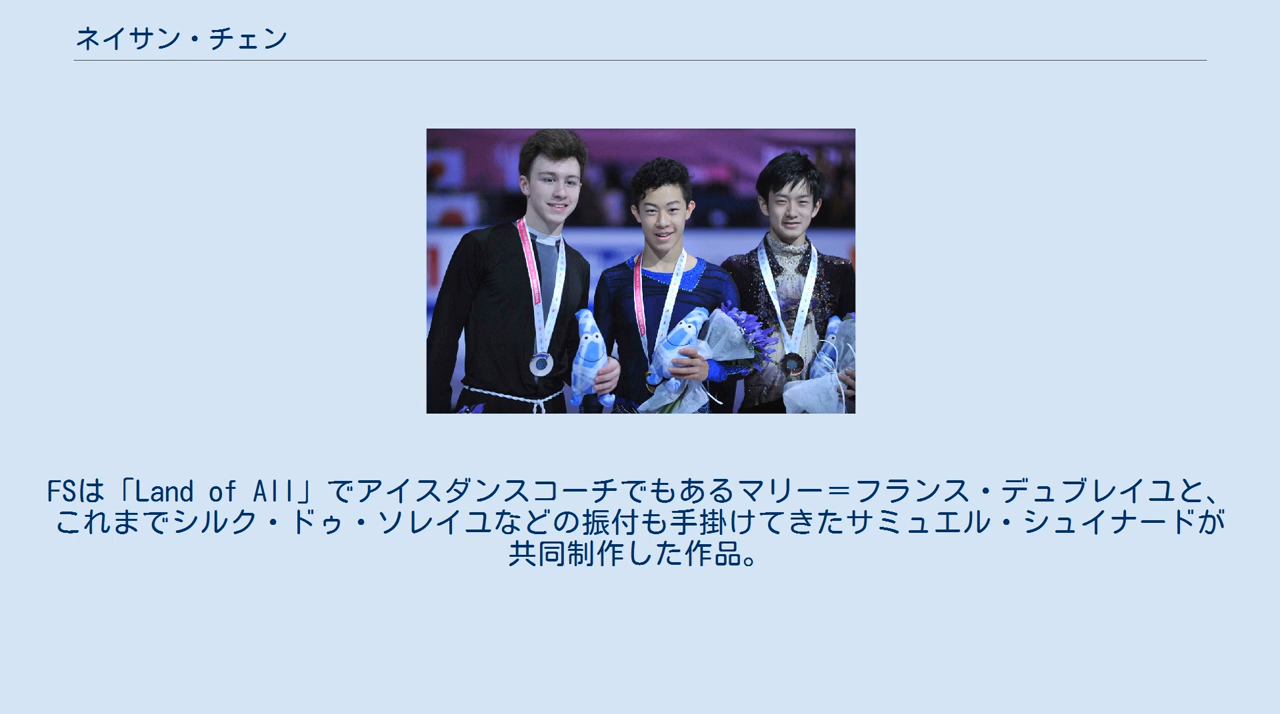 ネイサン・チェン
FSは「Land of All」でアイスダンスコーチでもあるマリー＝フランス・デュブレイユと、
これまでシルク・ドゥ・ソレイユなどの振付も手掛けてきたサミュエル・シュイナードが
共同制作した作品。